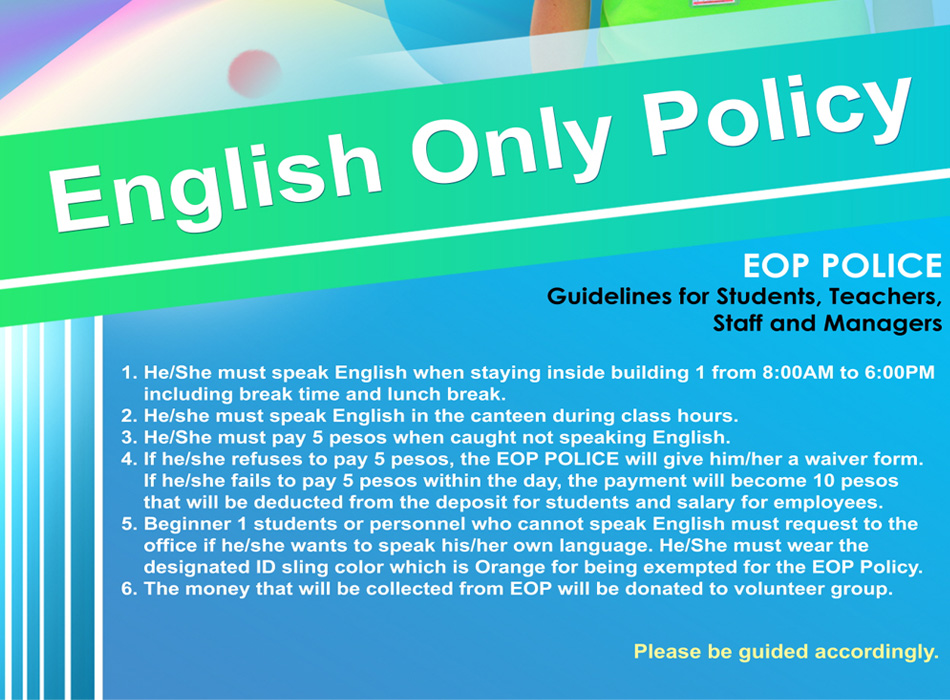 English Only Policy
EOP POLICE
Guidelines for Students, Teachers,
Staff and Managers
1. He/She must speak English when staying inside building 1 from 8:00AM to 6:00PM
including break time and lunch break.
2. He/she must speak English in the canteen during class hours.
3. He/She must pay 5 pesos when caught not speaking English.
4. If he/she refuses to pay 5 pesos, the EOP POLICE will give him/her a waiver form.
If he/she fails to pay 5 pesos within the day, the payment will become 10 pesos
that will be deducted from the deposit for students and salary for employees.
5. Beginner 1 students or personnel who cannot speak English must request to the
office if he/she wants to speak his/her own language. He/She must wear the
designated ID sling color which is Orange for being exempted for the EOP Policy.
6. The money that will be collected from EOP will be donated to volunteer group.
Please be guided accordingly.